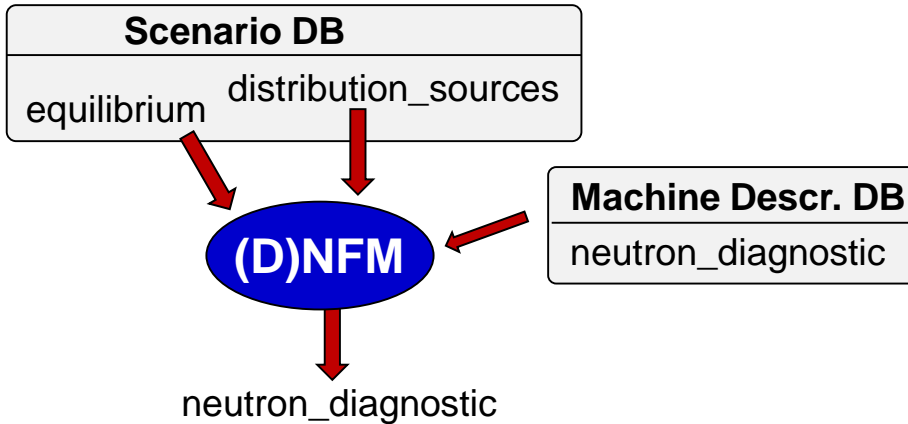 Scenario DB
equilibrium
distribution_sources
Machine Descr. DB
neutron_diagnostic
(D)NFM
neutron_diagnostic